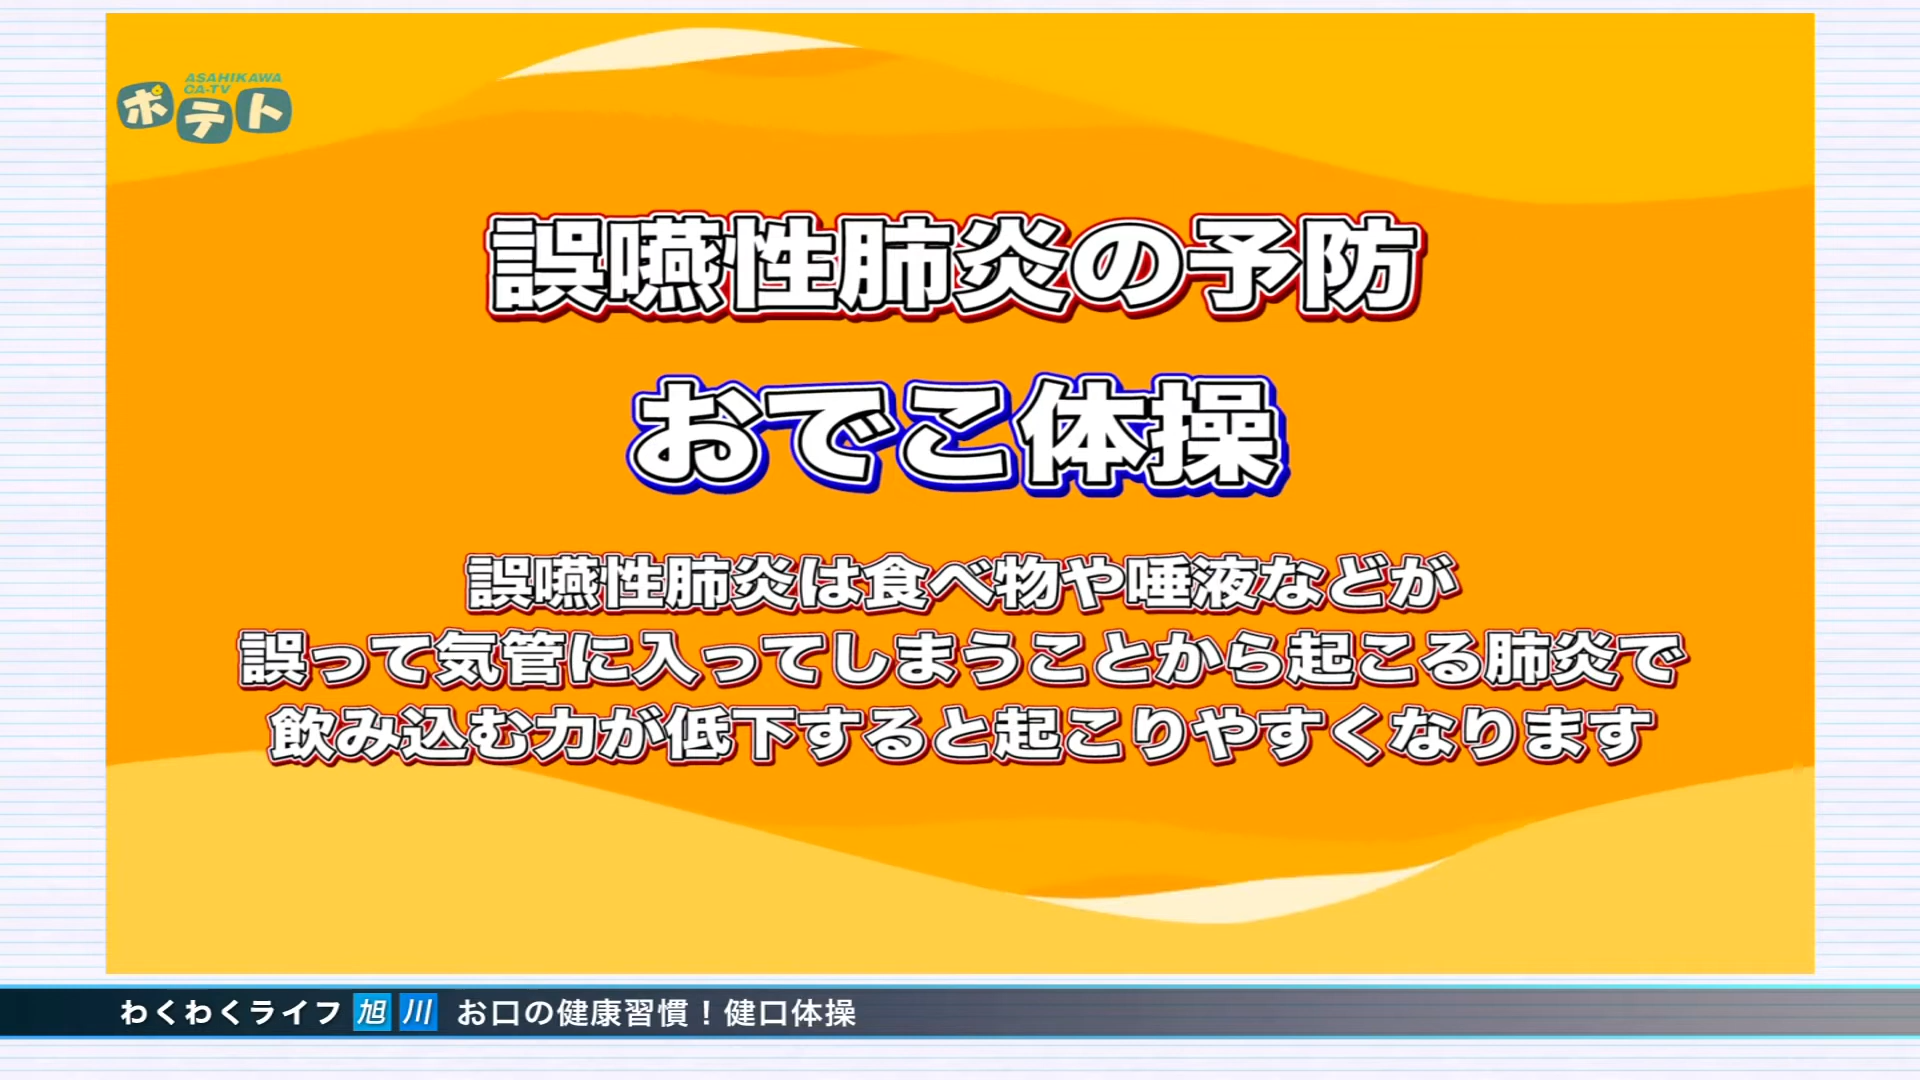 ASAHIKAWA
CA-TV
ポテト
誤嚥性肺炎の予防
おでこ体操
誤嚥性肺炎は食べ物や唾液などが
誤って気管に入ってしまうことから起こる肺炎で
飲み込む力が低下すると起こりやすくなります
わくわくライフ 旭川 お口の健康習慣！健口体操